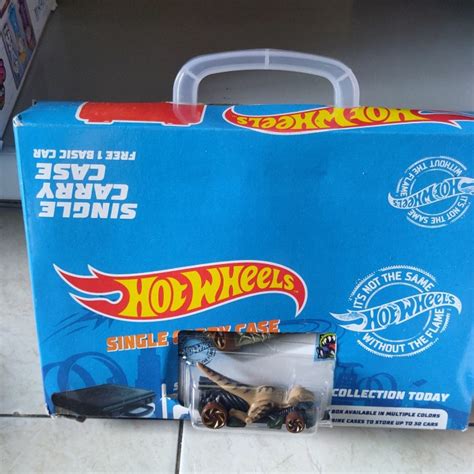 HOT WHEELS
SINGLE
CARRY
CASE
FREE 1 BASIC CAR
IT'S NOT THE SAME
HOT WHEELS
WITHOUT THE FLAME
HOT WHEELS
SINGLE CARRY CASE
IT'S NOT THE SAME
HOT WHEELS
WITHOUT THE FLAME
COLLECTION TODAY
BOX AVAILABLE IN MULTIPLE COLORS
CASES TO STORE UP TO 30 CARS